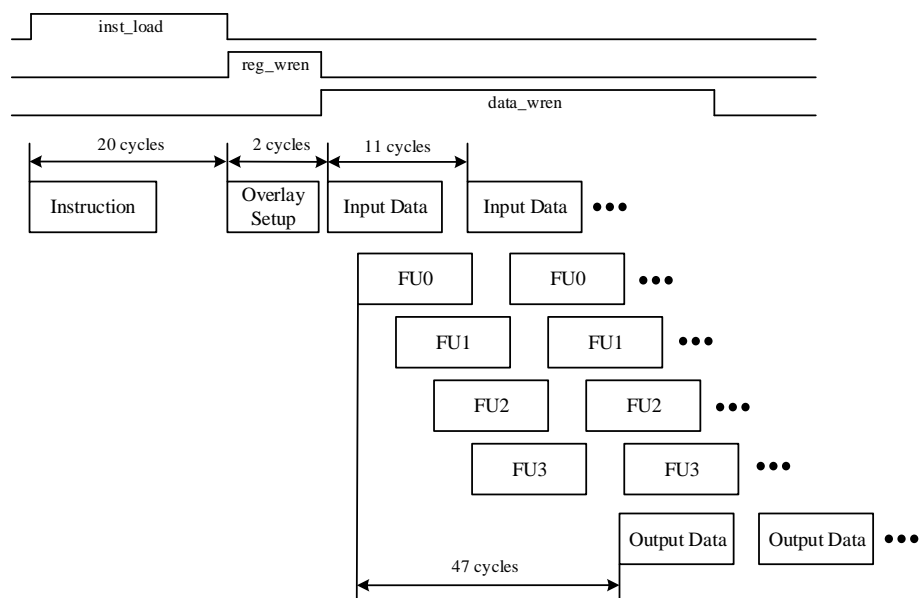 inst_load
reg_wren
data_wren
20 cycles
2 cycles
11 cycles
Instruction
Overlay
Setup
Input Data
Input Data
•••
FU0
FU0
•••
FU1
FU1
•••
FU2
FU2
•••
FU3
FU3
•••
Output Data
Output Data
•••
47 cycles